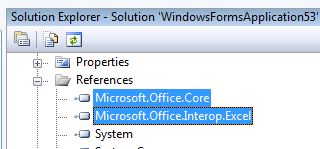 Solution Explorer - Solution 'WindowsFormsApplication53'
Properties
References
Microsoft.Office.Core
Microsoft.Office.Interop.Excel
System